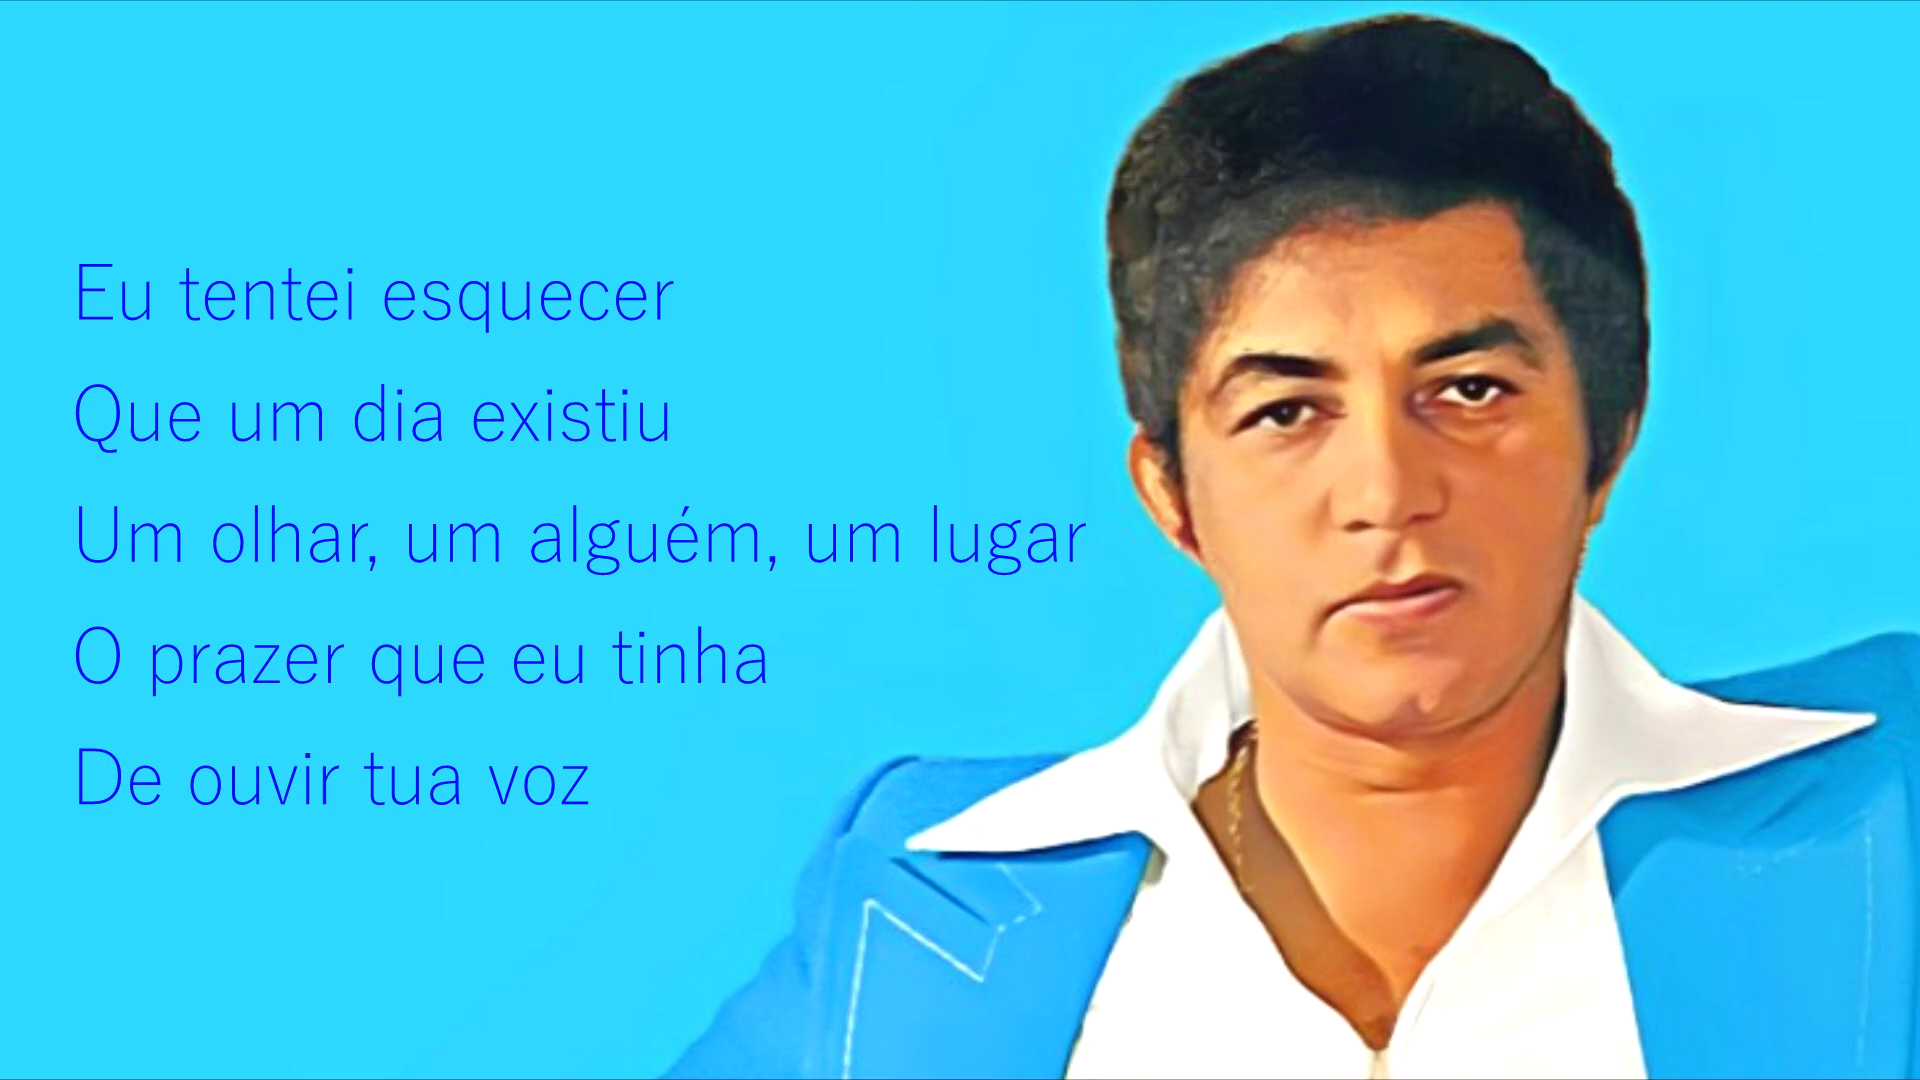 Eu tentei esquecer
Que um dia existiu
Um olhar, um alguém, um lugar
O prazer que eu tinha
De ouvir tua voz